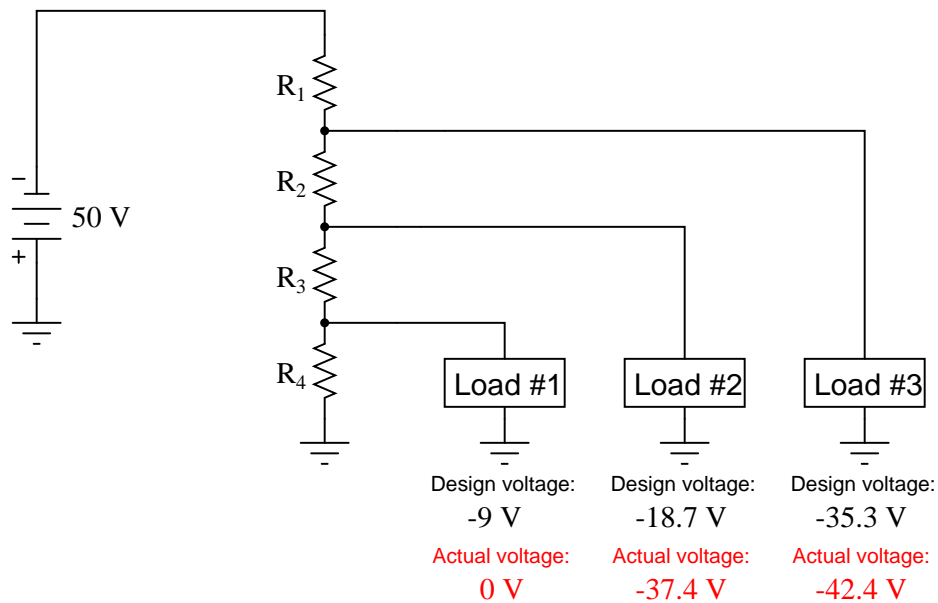 R1
−
R2
50 V
+
R3
R4
Load #1 Load #2 Load #3
Design voltage: Design voltage: Design voltage:
-9 V -18.7 V -35.3 V
Actual voltage: Actual voltage: Actual voltage:
0 V -37.4 V -42.4 V